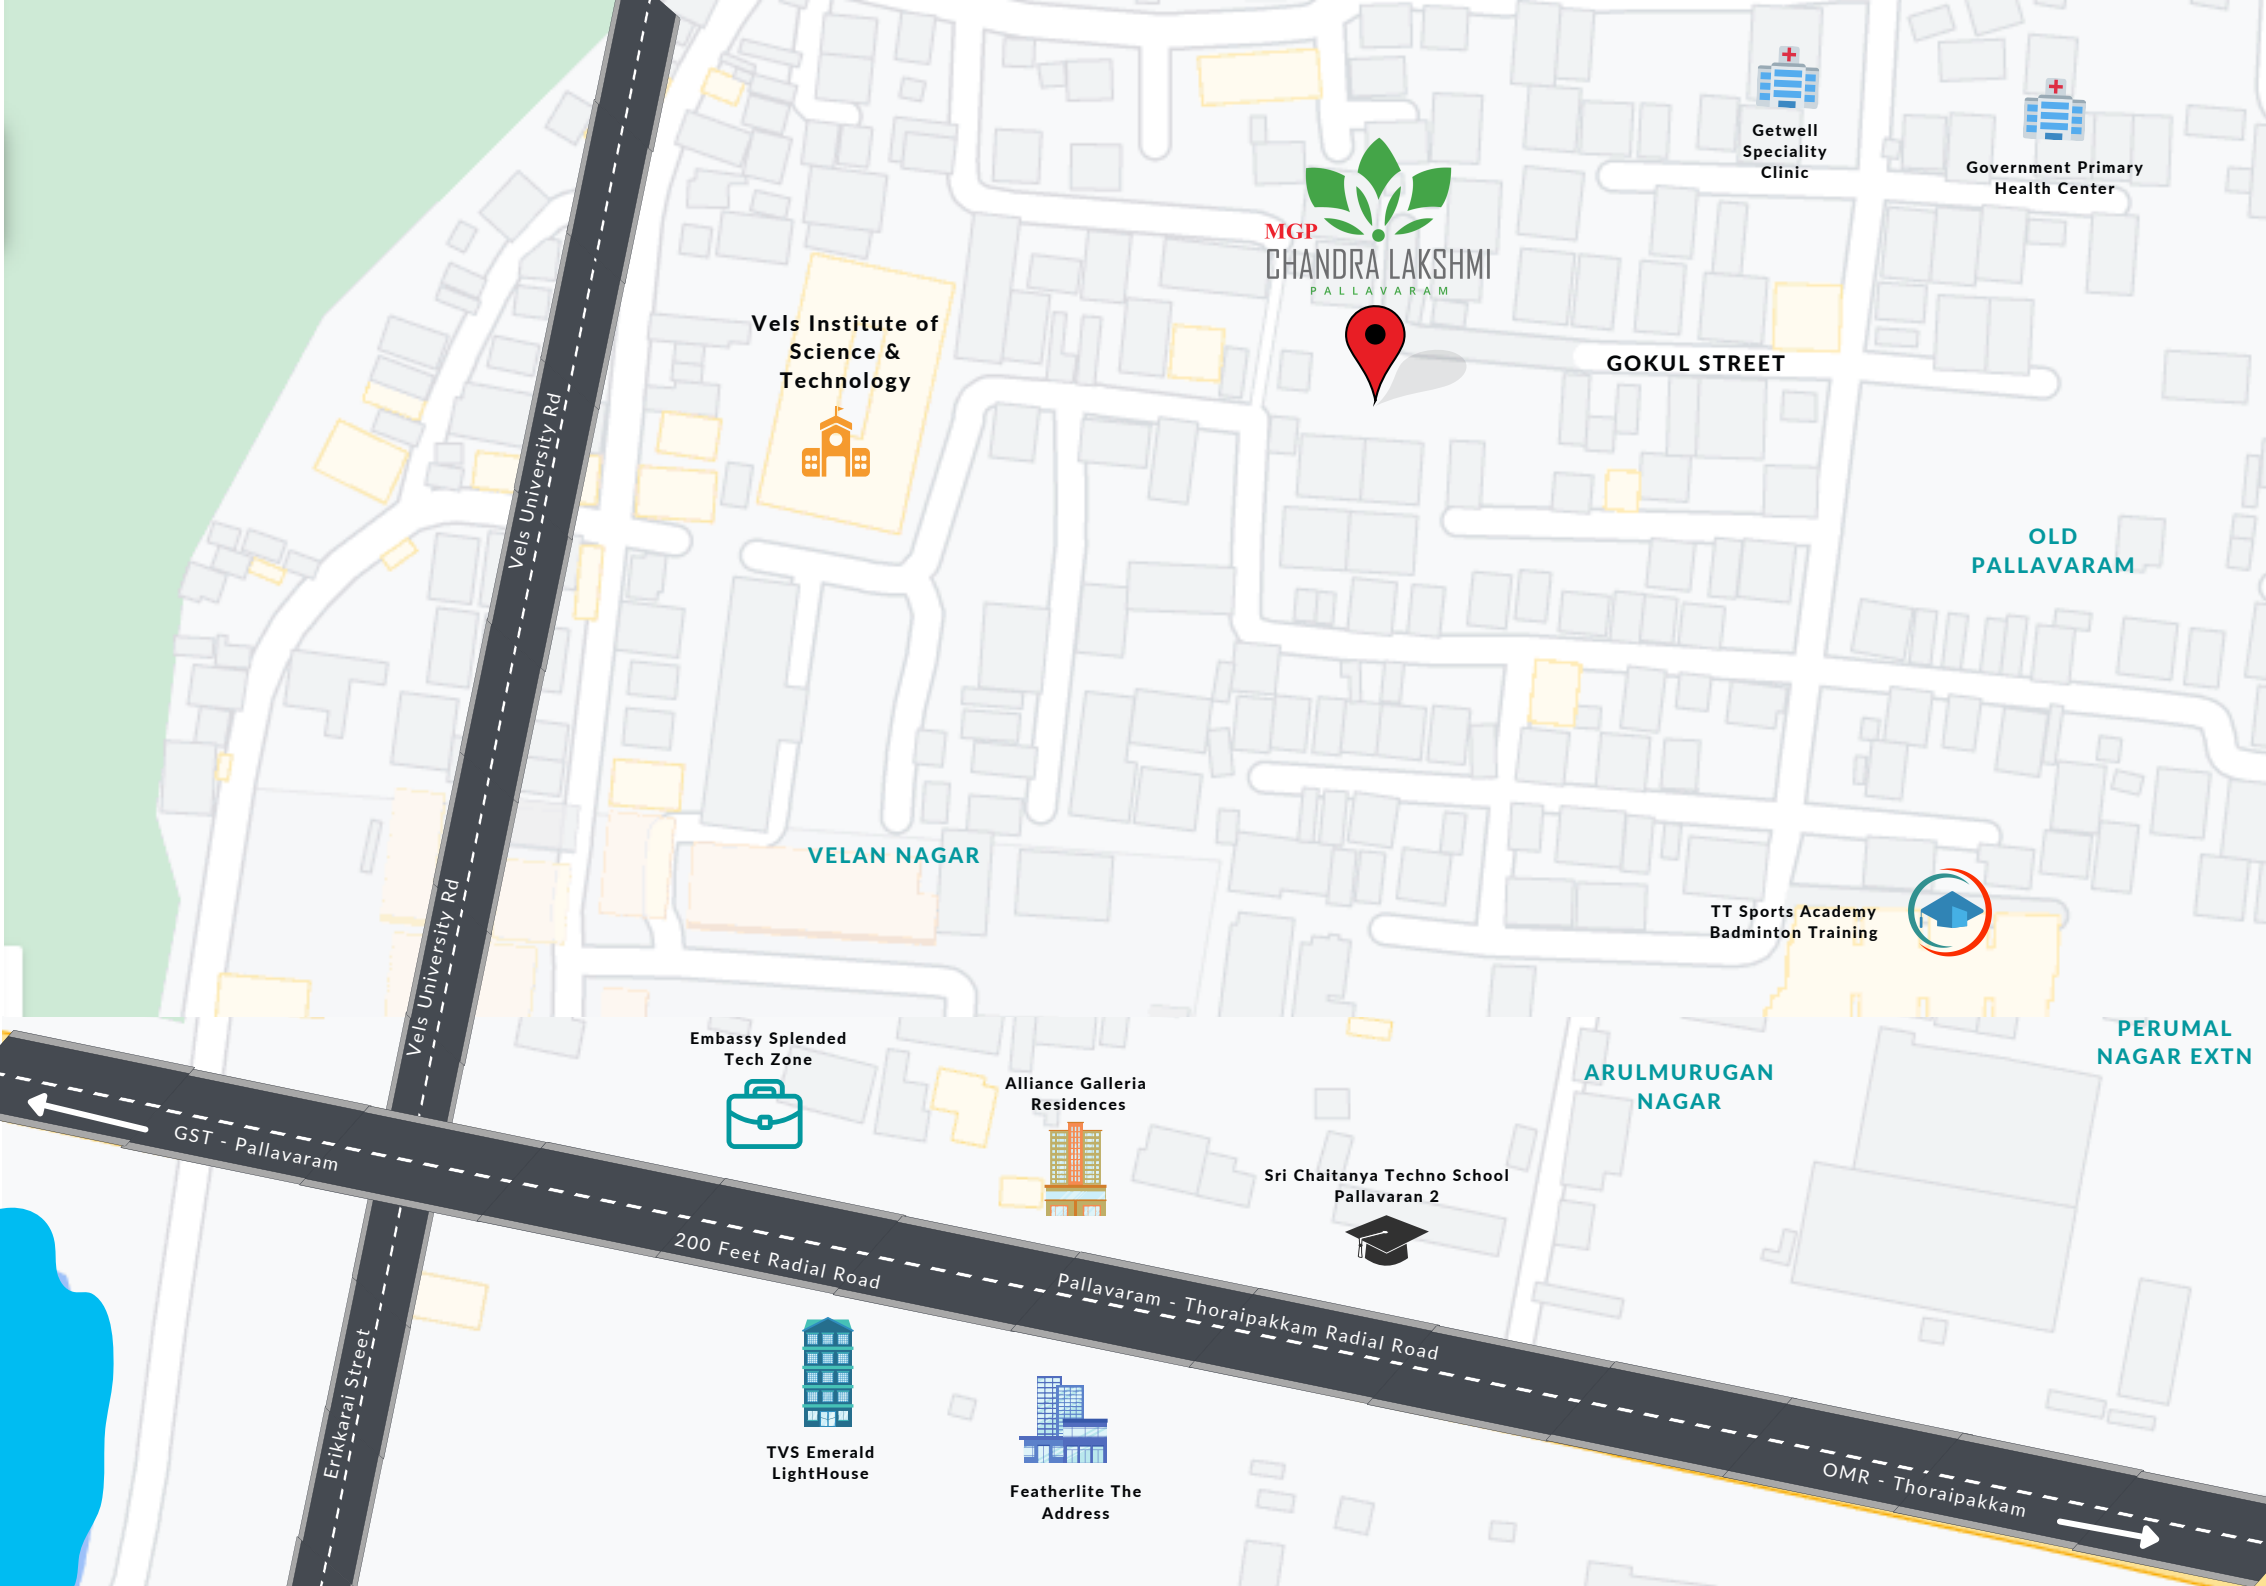 Getwell
Speciality
Clinic
Government Primary
Health Center
MGP
CHANDRA LAKSHMI
PALLAVARAM
Vels Institute of
Science &
Technology
GOKUL STREET
Vels University Rd
OLD
PALLAVARAM
VELAN NAGAR
Vels University Rd
TT Sports Academy
Badminton Training
PERUMAL
NAGAR EXTN
Embassy Splended
Tech Zone
Alliance Galleria
Residences
ARULMURUGAN
NAGAR
GST - Pallavaram
Sri Chaitanya Techno School
Pallavaran 2
200 Feet Radial Road
Pallavaram - Thoraipakkam Radial Road
Erikkarai Street
TVS Emerald
LightHouse
Featherlite The
Address
OMR - Thoraipakkam